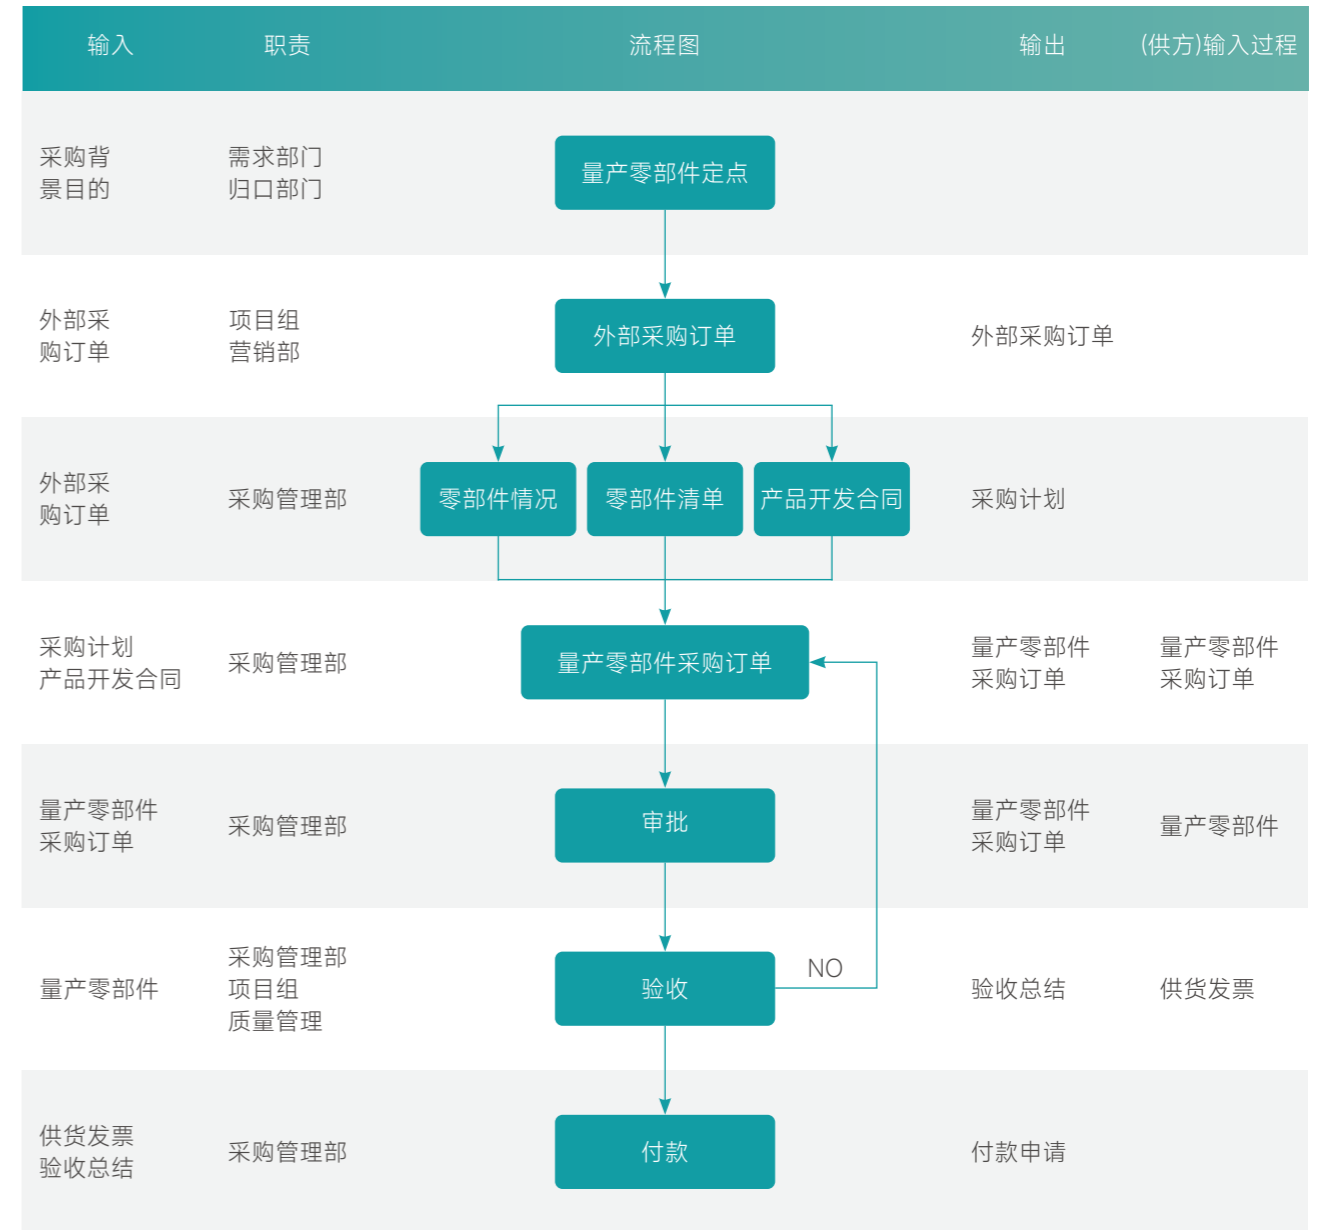 输入
职责
流程图
输出
(供方)输入过程
采购背
景目的
需求部门
归口部门
量产零部件定点
外部采
购订单
项目组
营销部
外部采购订单
外部采购订单
外部采
购订单
采购管理部
零部件情况
零部件清单
产品开发合同
采购计划
采购计划
产品开发合同
采购管理部
量产零部件采购订单
量产零部件
采购订单
量产零部件
采购订单
量产零部件
采购订单
采购管理部
审批
量产零部件
采购订单
量产零部件
量产零部件
采购管理部
项目组
质量管理
验收
NO
验收总结
供货发票
供货发票
验收总结
采购管理部
付款
付款申请